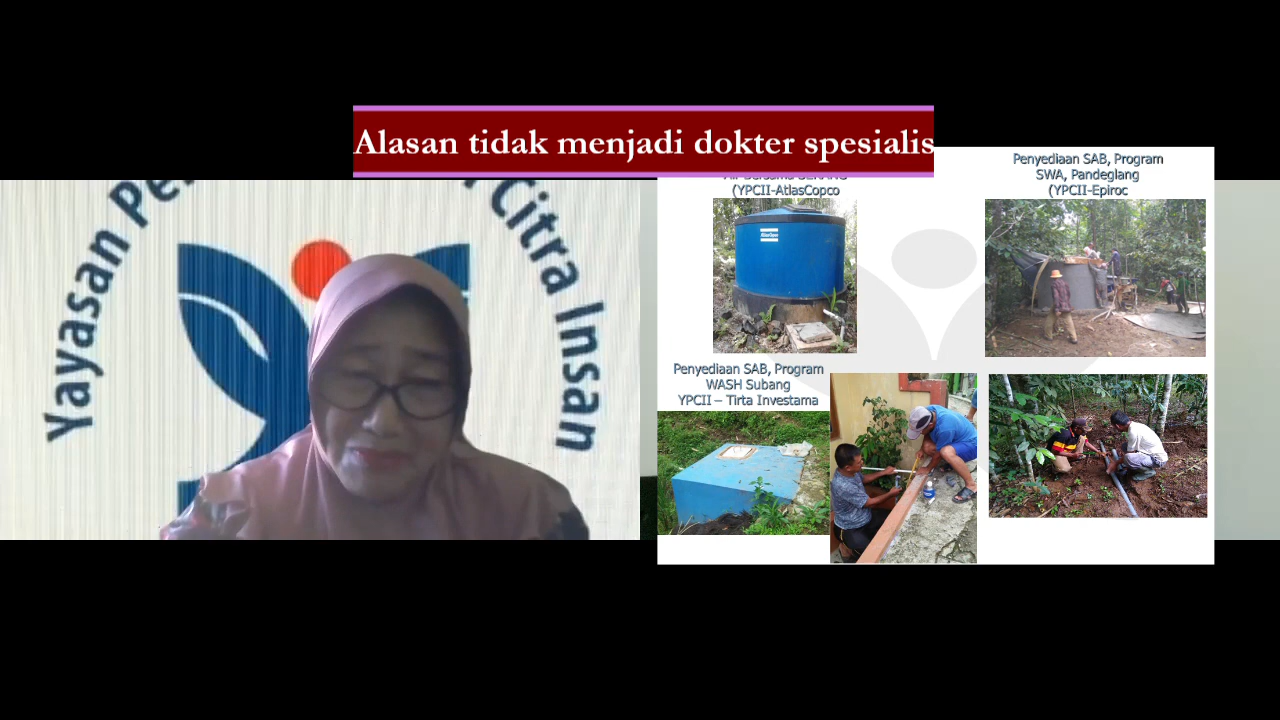 Alasan tidak menjadi dokter spesialis
Yayasan
Citra Insan
(YPCII-AtlasCopco
Penyediaan SAB, Program
SWA, Pandeglang
(YPCII-Epiroc
Penyediaan SAB, Program
WASH Subang
YPCII – Tirta Investama